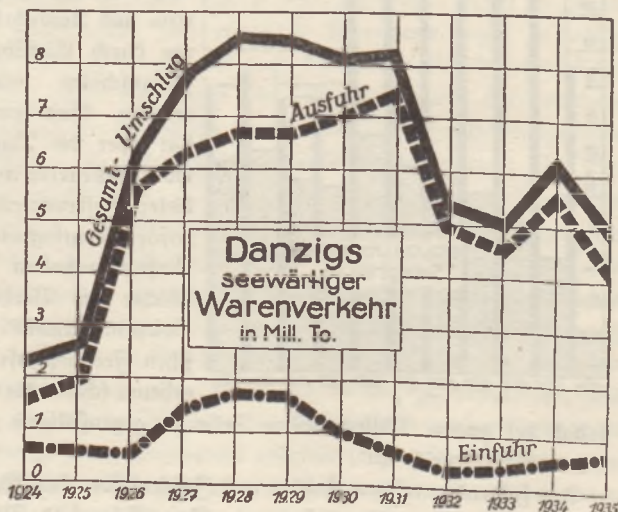 8
7
6
5
4
3
2
1
0
Gesamt-Umschlag
Ausfuhr
Danzigs
seewärtiger
Warenverkehr
in Mill. To.
Einfuhr
1924 1925 1926 1927 1928 1929 1930 1931 1932 1933 1934 1935